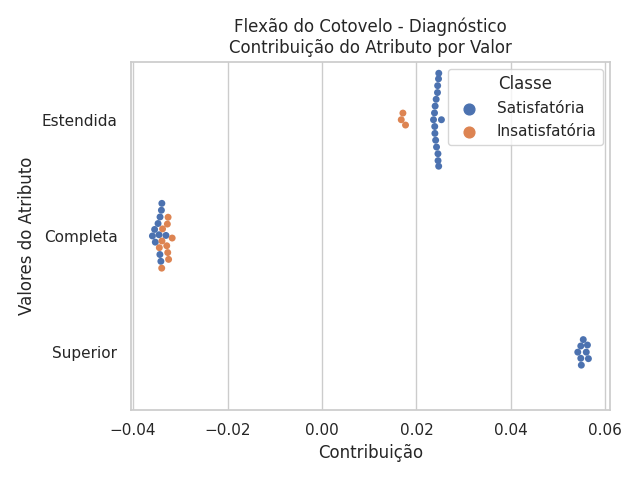 Flexão do Cotovelo - Diagnóstico
Contribuição do Atributo por Valor
Classe
Satisfatória
Insatisfatória
Valores do Atributo
Estendida
Completa
Superior
−0.04
−0.02
0.00
0.02
0.04
0.06
Contribuição